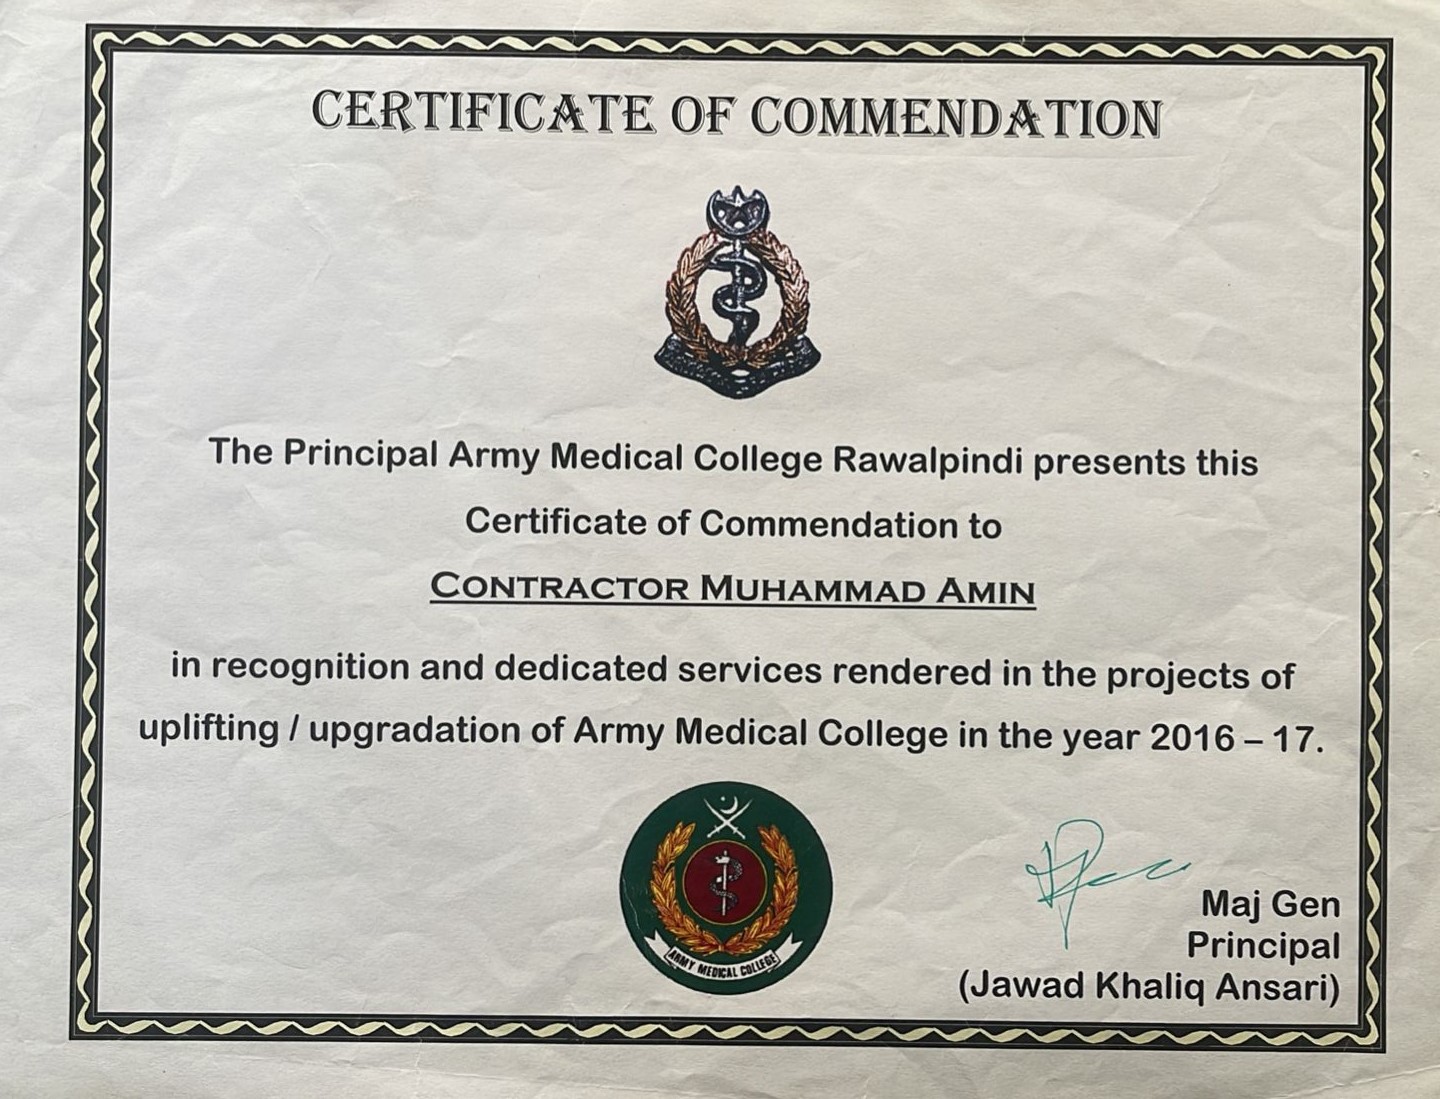 CERTIFICATE OF COMMENDATION
The Principal Army Medical College Rawalpindi presents this
Certificate of Commendation to
CONTRACTOR MUHAMMAD AMIN
in recognition and dedicated services rendered in the projects of
uplifting / upgradation of Army Medical College in the year 2016 – 17.
ARMY MEDICAL COLLEGE
Maj Gen
Principal
(Jawad Khaliq Ansari)